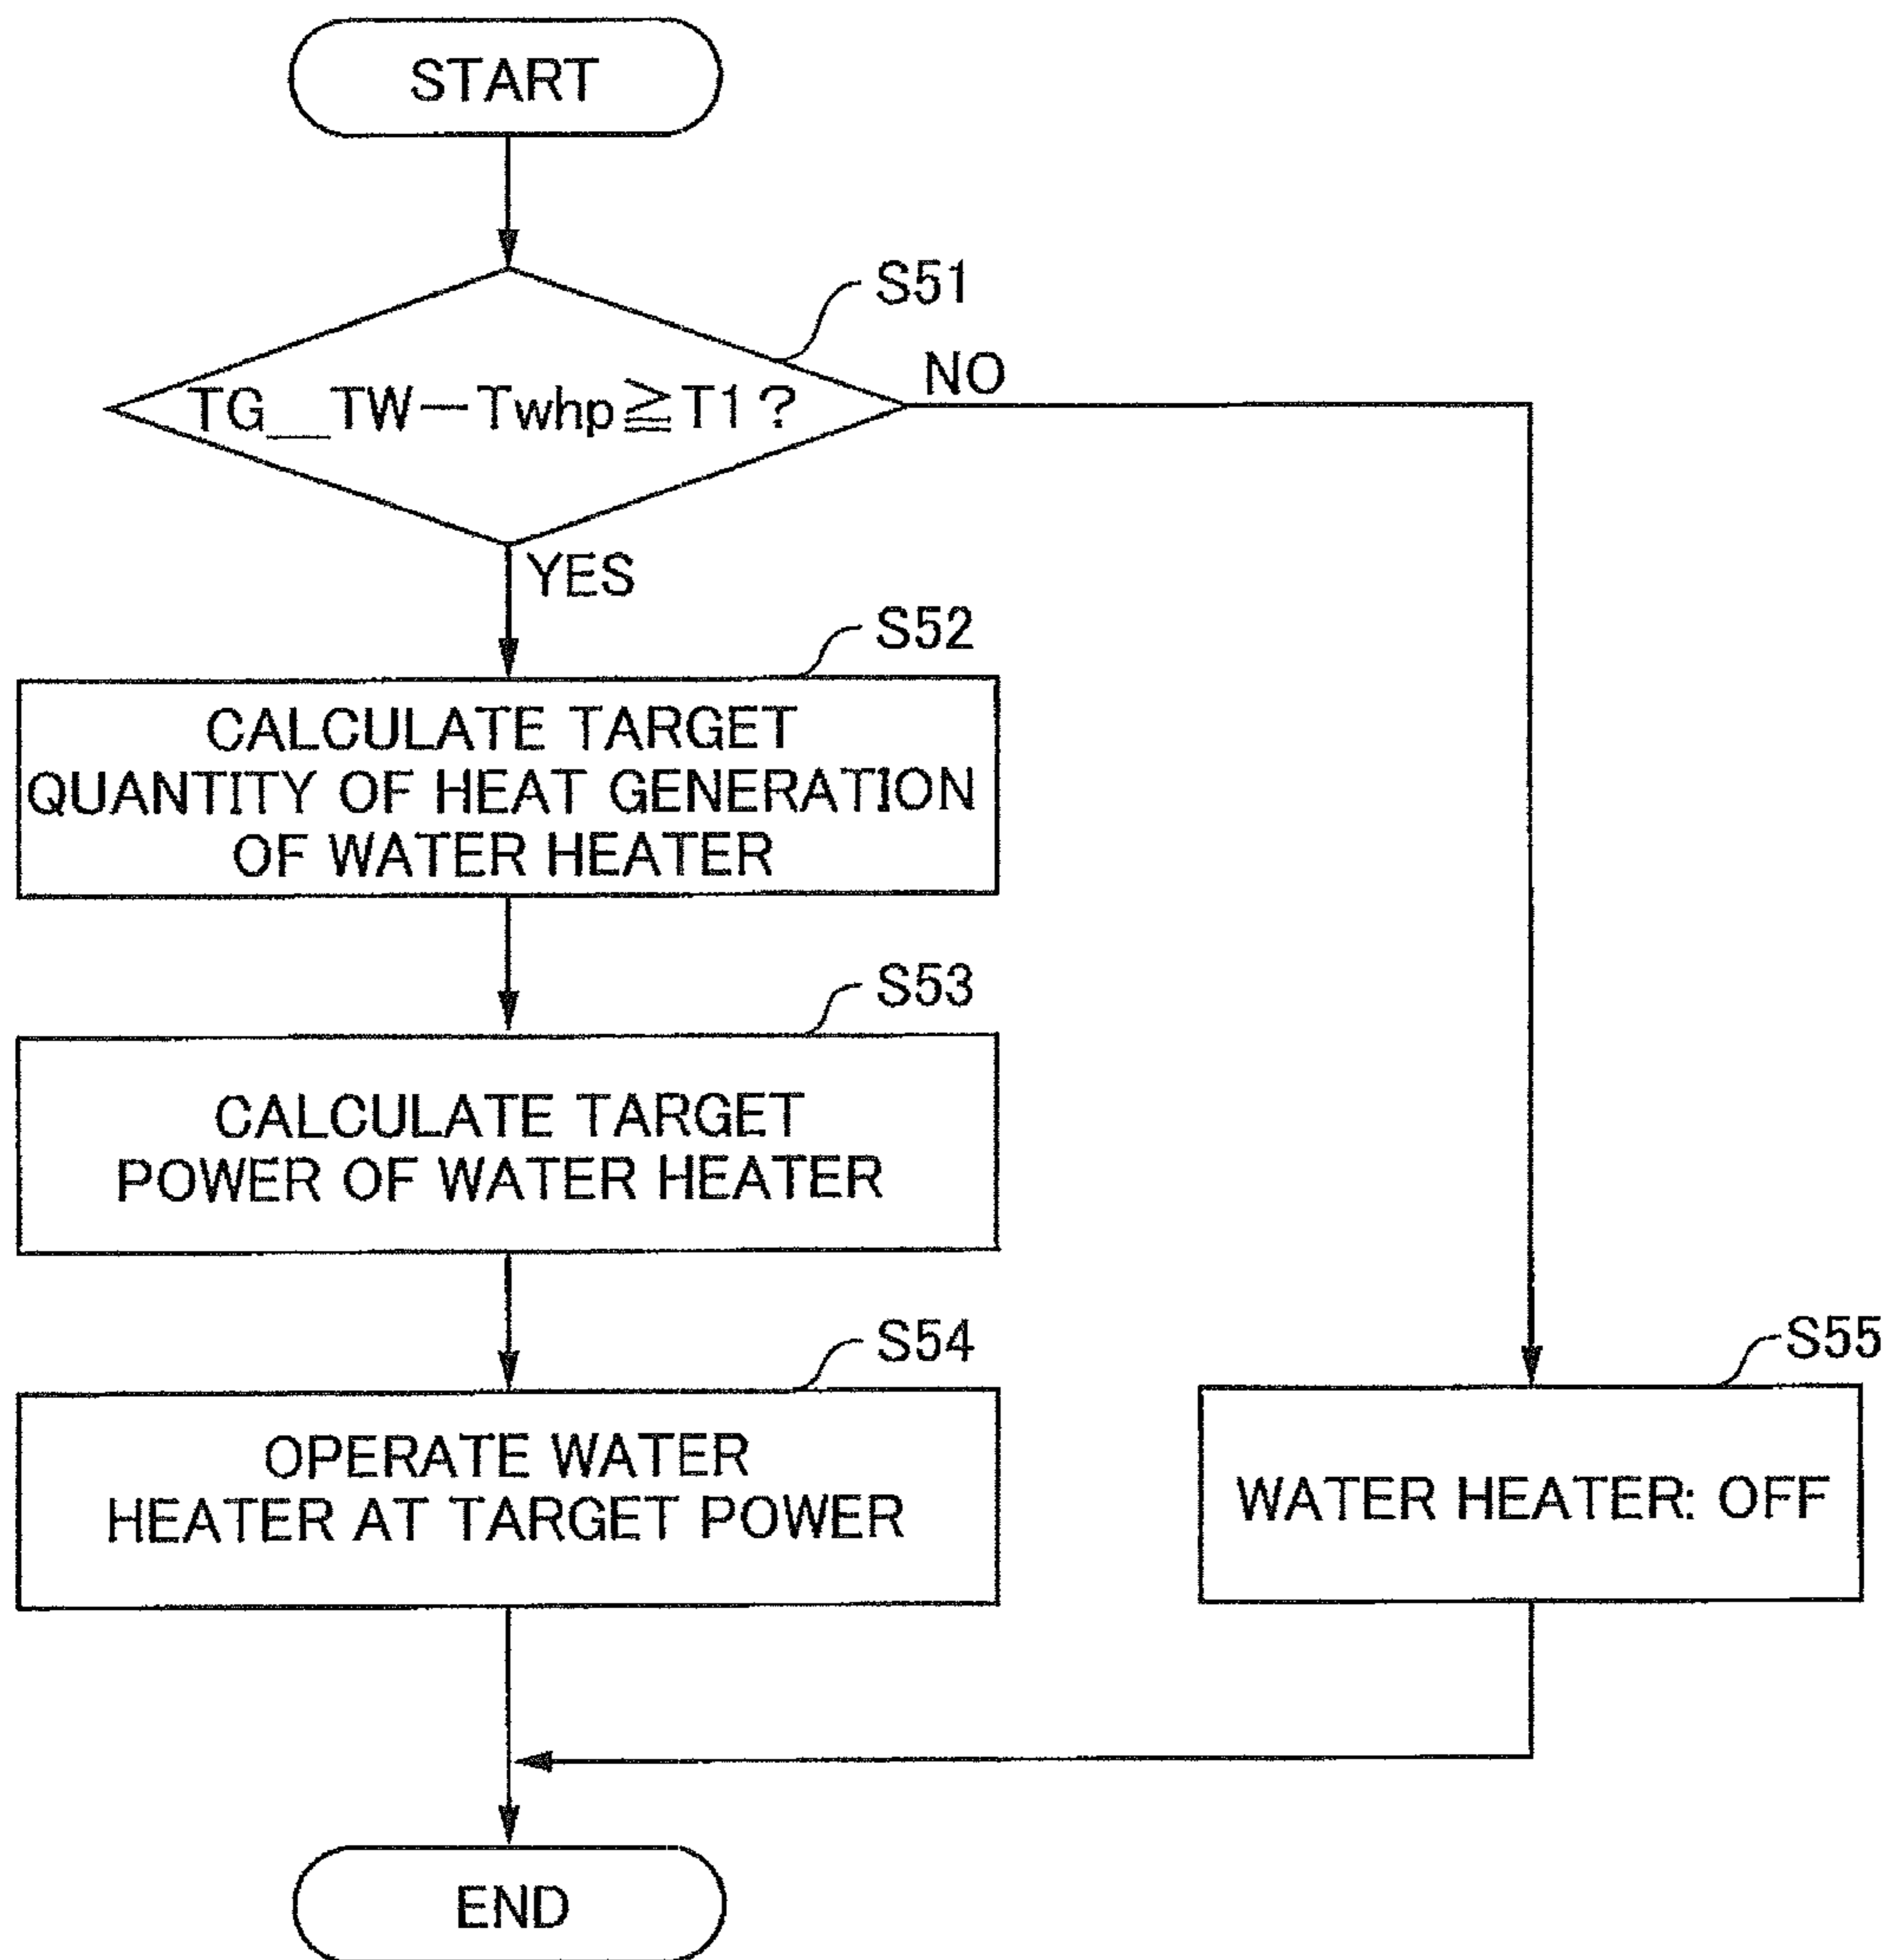 START
S51
TG__TW－Twhp≧T1？
NO
YES
S52
CALCULATE TARGET
QUANTITY OF HEAT GENERATION
OF WATER HEATER
S53
CALCULATE TARGET
POWER OF WATER HEATER
S54
OPERATE WATER
HEATER AT TARGET POWER
S55
WATER HEATER: OFF
END